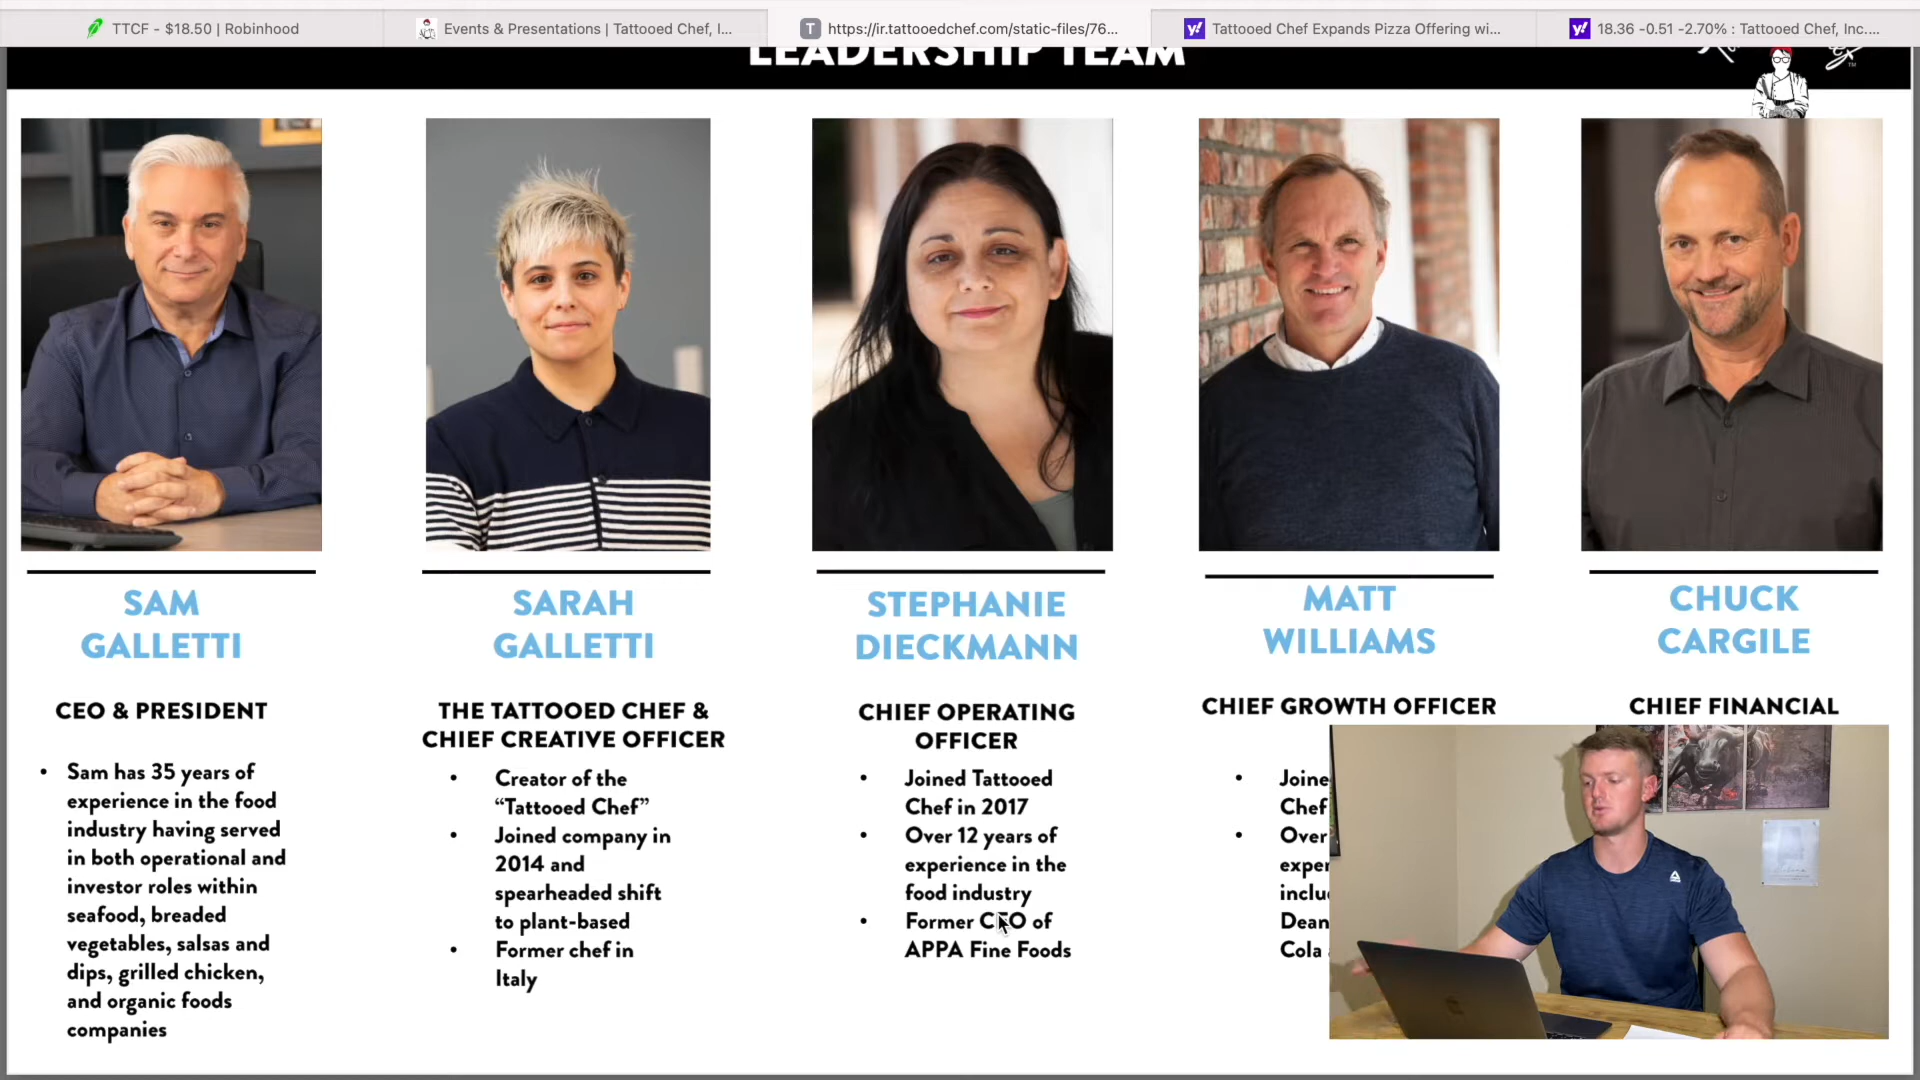 TTCF - $18.50 | Robinhood
Events & Presentations | Tattooed Chef, I...
T
https://ir.tattooedchef.com/static-files/76...
y!
Tattooed Chef Expands Pizza Offering wi...
y!
18.36 -0.51 -2.70% : Tattooed Chef, Inc....
LEADERSHIP TEAM
SAM
GALLETTI
CEO & PRESIDENT
• Sam has 35 years of
experience in the food
industry having served
in both operational and
investor roles within
seafood, breaded
vegetables, salsas and
dips, grilled chicken,
and organic foods
companies
SARAH
GALLETTI
THE TATTOOED CHEF &
CHIEF CREATIVE OFFICER
• Creator of the
“Tattooed Chef”
• Joined company in
2014 and
spearheaded shift
to plant-based
• Former chef in
Italy
STEPHANIE
DIECKMANN
CHIEF OPERATING
OFFICER
• Joined Tattooed
Chef in 2017
• Over 12 years of
experience in the
food industry
• Former CEO of
APPA Fine Foods
MATT
WILLIAMS
CHIEF GROWTH OFFICER
• Joine
Chef
• Over
exper
inclu
Dean
Cola
CHUCK
CARGILE
CHIEF FINANCIAL